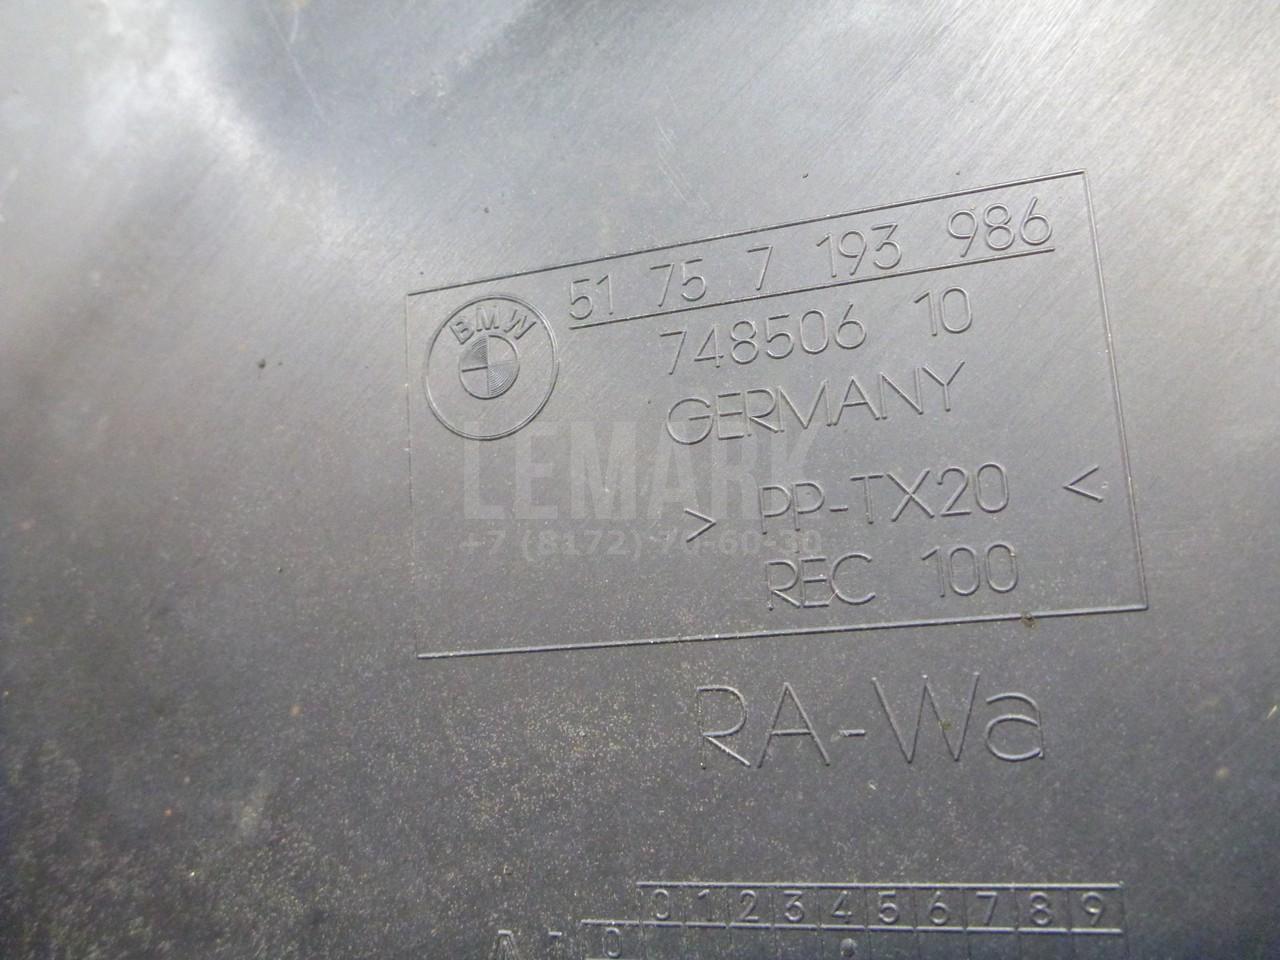 BMW
51 75 7 193 986
748506 10
GERMANY
> PP-TX20 <
REC 100
LEMARK
+7 (8172) 70-60-30
RA-Wa
0 1 2 3 4 5 6 7 8 9
0